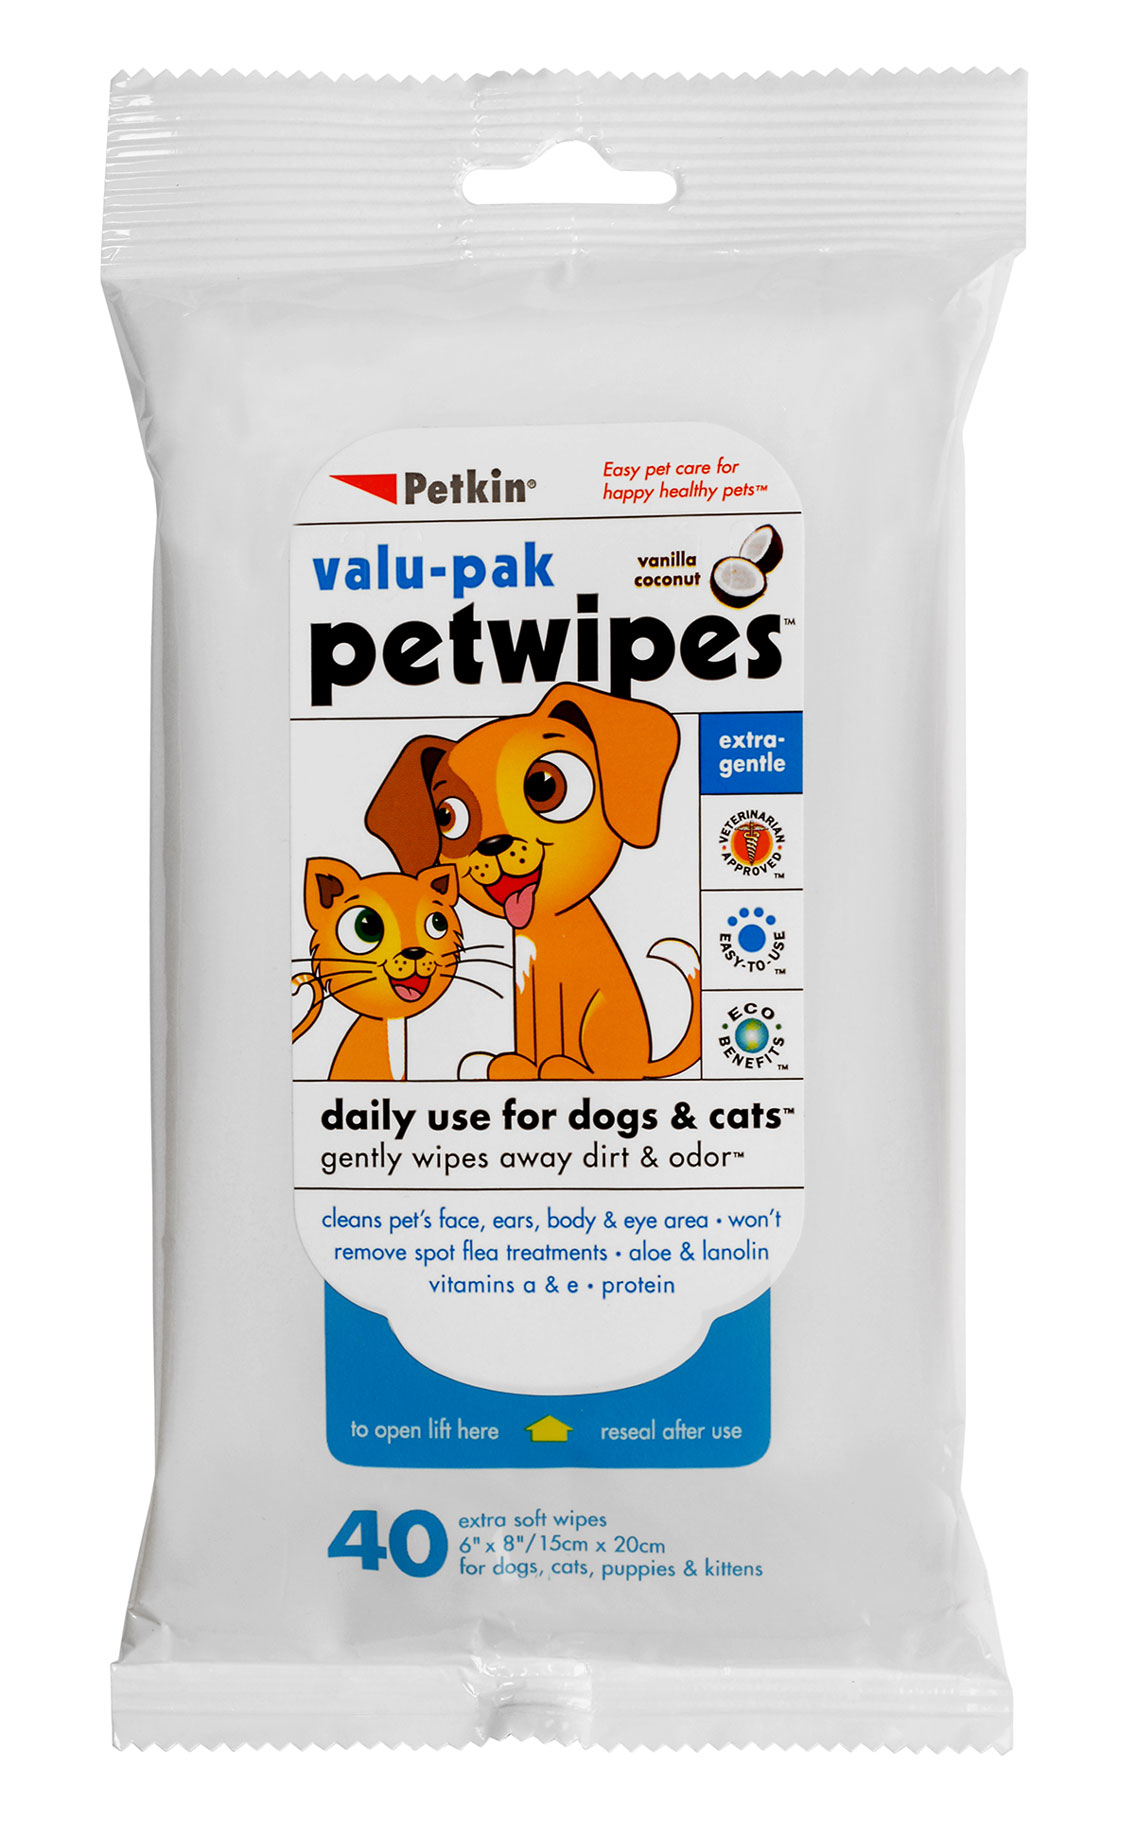 Petkin®
Easy pet care for
happy healthy pets™
valu-pak
vanilla
coconut
petwipes™
extra-
gentle
• VETERINARIAN •
APPROVED™
EASY-TO-USE™
• ECO •
BENEFITS™
daily use for dogs & cats™
gently wipes away dirt & odor™
cleans pet's face, ears, body & eye area • won't
remove spot flea treatments • aloe & lanolin
vitamins a & e • protein
to open lift here
reseal after use
40
extra soft wipes
6" x 8"/15cm x 20cm
for dogs, cats, puppies & kittens